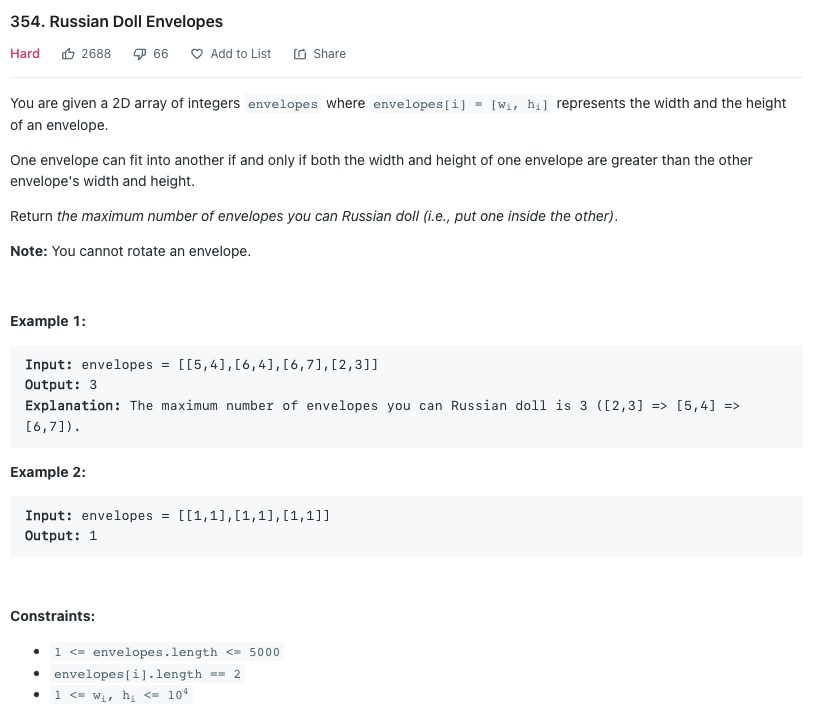 354. Russian Doll Envelopes
Hard 2688 66 Add to List Share
You are given a 2D array of integers envelopes where envelopes[i] = [wᵢ, hᵢ] represents the width and the height
of an envelope.
One envelope can fit into another if and only if both the width and height of one envelope are greater than the other
envelope's width and height.
Return the maximum number of envelopes you can Russian doll (i.e., put one inside the other).
Note: You cannot rotate an envelope.
Example 1:
Input: envelopes = [[5,4],[6,4],[6,7],[2,3]]
Output: 3
Explanation: The maximum number of envelopes you can Russian doll is 3 ([2,3] => [5,4] =>
[6,7]).
Example 2:
Input: envelopes = [[1,1],[1,1],[1,1]]
Output: 1
Constraints:
• 1 <= envelopes.length <= 5000
• envelopes[i].length == 2
• 1 <= wᵢ, hᵢ <= 10⁴